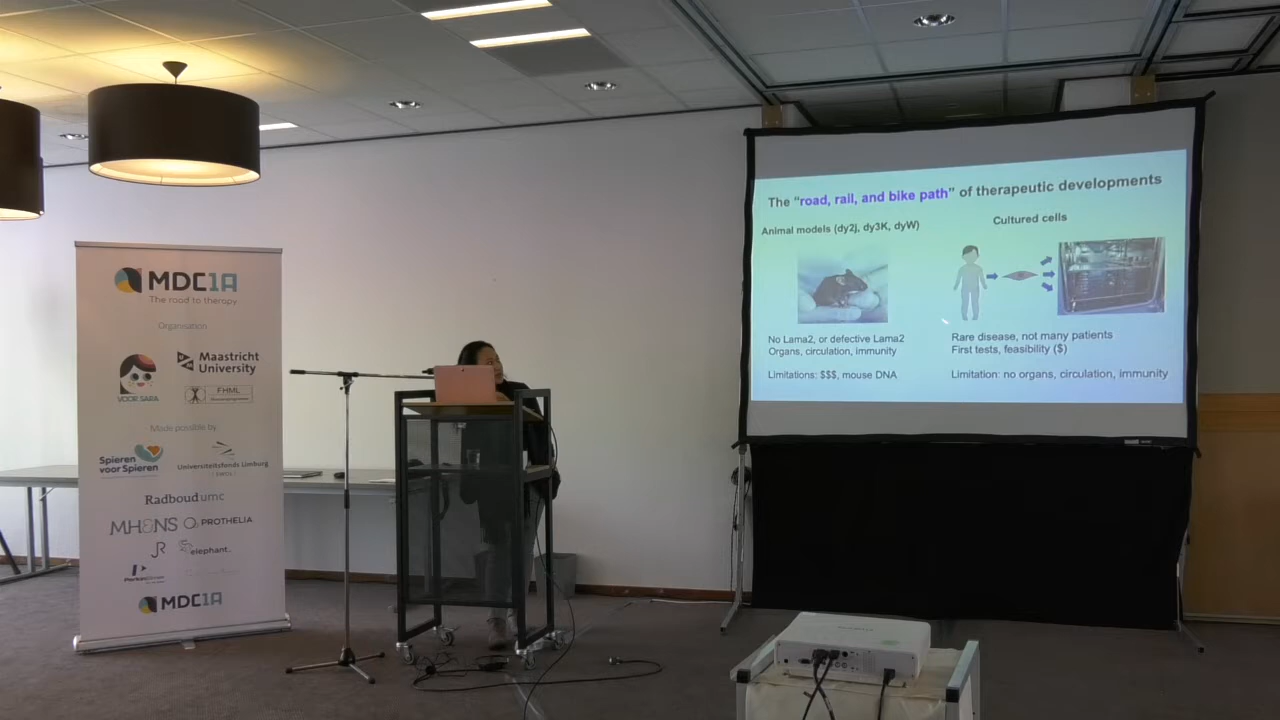 MDC1A
The road to therapy
Organisation
VOOR SARA
Maastricht
University
FHML
Made possible by
Spieren
voor Spieren
Universiteitsfonds Limburg
Radboudumc
MHENS
PROTHELIA
elephant.
MDC1A
The "road, rail, and bike path" of therapeutic developments
Animal models (dy2j, dy3K, dyW)
Cultured cells
No Lama2, or defective Lama2
Organs, circulation, immunity
Limitations: $$$, mouse DNA
Rare disease, not many patients
First tests, feasibility ($)
Limitation: no organs, circulation, immunity